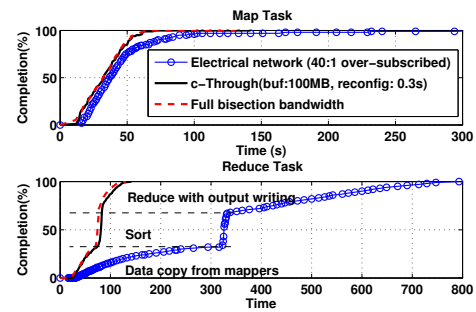 Map Task
Completion(%)
100
50
0
Electrical network (40:1 over-subscribed)
c-Through(buf:100MB, reconfig: 0.3s)
Full bisection bandwidth
0 50 100 150 200 250 300
Time (s)
Reduce Task
Completion(%)
100
50
0
Reduce with output writing
Sort
Data copy from mappers
0 100 200 300 400 500 600 700 800
Time